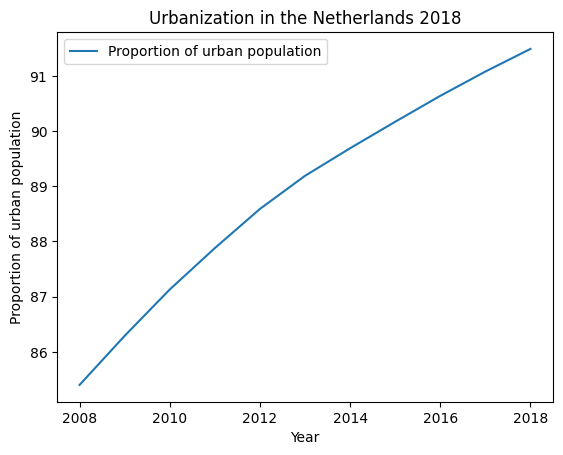 Urbanization in the Netherlands 2018
Proportion of urban population
Proportion of urban population
91
90
89
88
87
86
2008 2010 2012 2014 2016 2018
Year